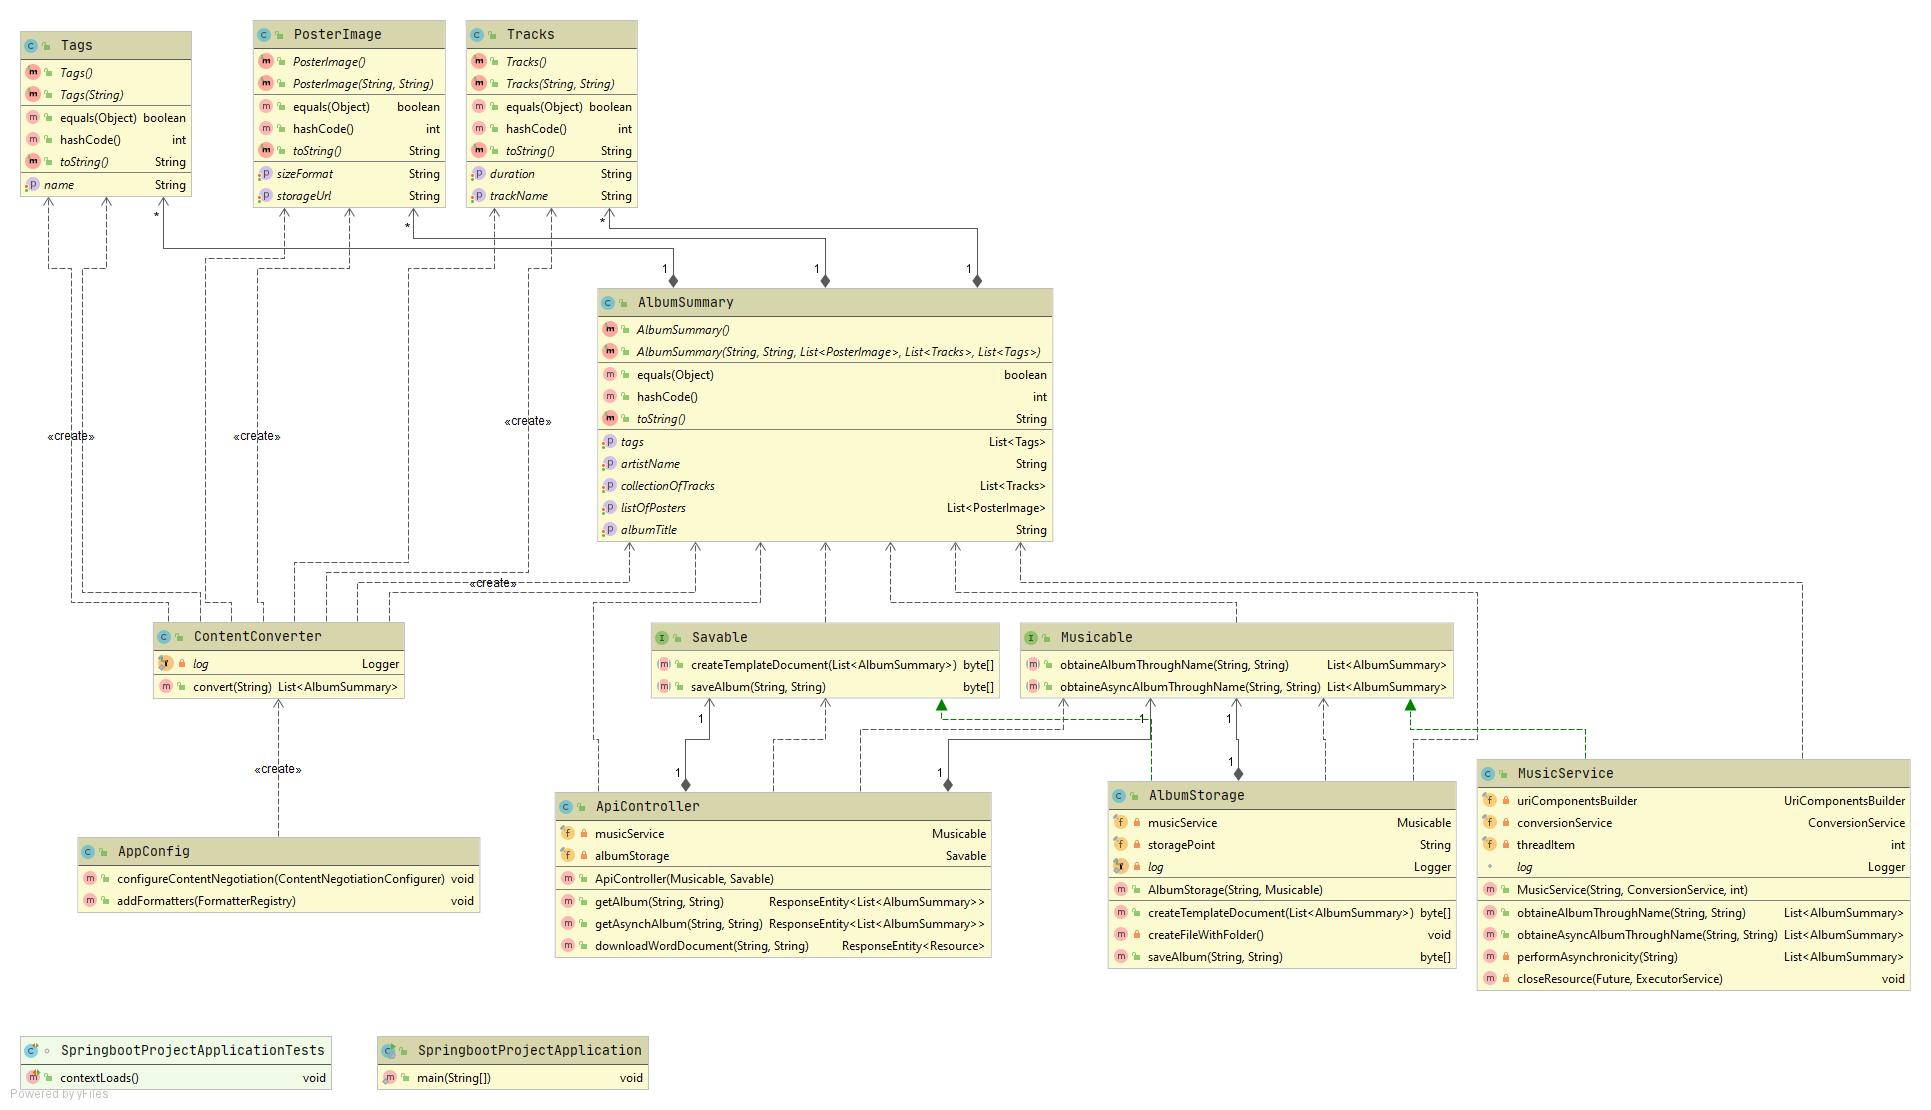 Tags
Tags()
Tags(String)
equals(Object) boolean
hashCode() int
toString() String
name String
PosterImage
PosterImage()
PosterImage(String, String)
equals(Object) boolean
hashCode() int
toString() String
sizeFormat String
storageUrl String
Tracks
Tracks()
Tracks(String, String)
equals(Object) boolean
hashCode() int
toString() String
duration String
trackName String
*
*
*
1
1
1
AlbumSummary
AlbumSummary()
AlbumSummary(String, String, List<PosterImage>, List<Tracks>, List<Tags>)
equals(Object) boolean
hashCode() int
toString() String
tags List<Tags>
artistName String
collectionOfTracks List<Tracks>
listOfPosters List<PosterImage>
albumTitle String
«create»
«create»
«create»
«create»
ContentConverter
log Logger
convert(String) List<AlbumSummary>
Savable
createTemplateDocument(List<AlbumSummary>) byte[]
saveAlbum(String, String) byte[]
Musicable
obtaineAlbumThroughName(String, String) List<AlbumSummary>
obtaineAsyncAlbumThroughName(String, String) List<AlbumSummary>
1
1
1
«create»
1
1
1
AppConfig
configureContentNegotiation(ContentNegotiationConfigurer) void
addFormatters(FormatterRegistry) void
ApiController
musicService Musicable
albumStorage Savable
ApiController(Musicable, Savable)
getAlbum(String, String) ResponseEntity<List<AlbumSummary>>
getAsynchAlbum(String, String) ResponseEntity<List<AlbumSummary>>
downloadWordDocument(String, String) ResponseEntity<Resource>
AlbumStorage
musicService Musicable
storagePoint String
log Logger
AlbumStorage(String, Musicable)
createTemplateDocument(List<AlbumSummary>) byte[]
createFileWithFolder() void
saveAlbum(String, String) byte[]
MusicService
uriComponentsBuilder UriComponentsBuilder
conversionService ConversionService
threadItem int
log Logger
MusicService(String, ConversionService, int)
obtaineAlbumThroughName(String, String) List<AlbumSummary>
obtaineAsyncAlbumThroughName(String, String) List<AlbumSummary>
performAsynchronicity(String) List<AlbumSummary>
closeResource(Future, ExecutorService) void
SpringbootProjectApplicationTests
contextLoads() void
SpringbootProjectApplication
main(String[]) void
Powered by yFiles